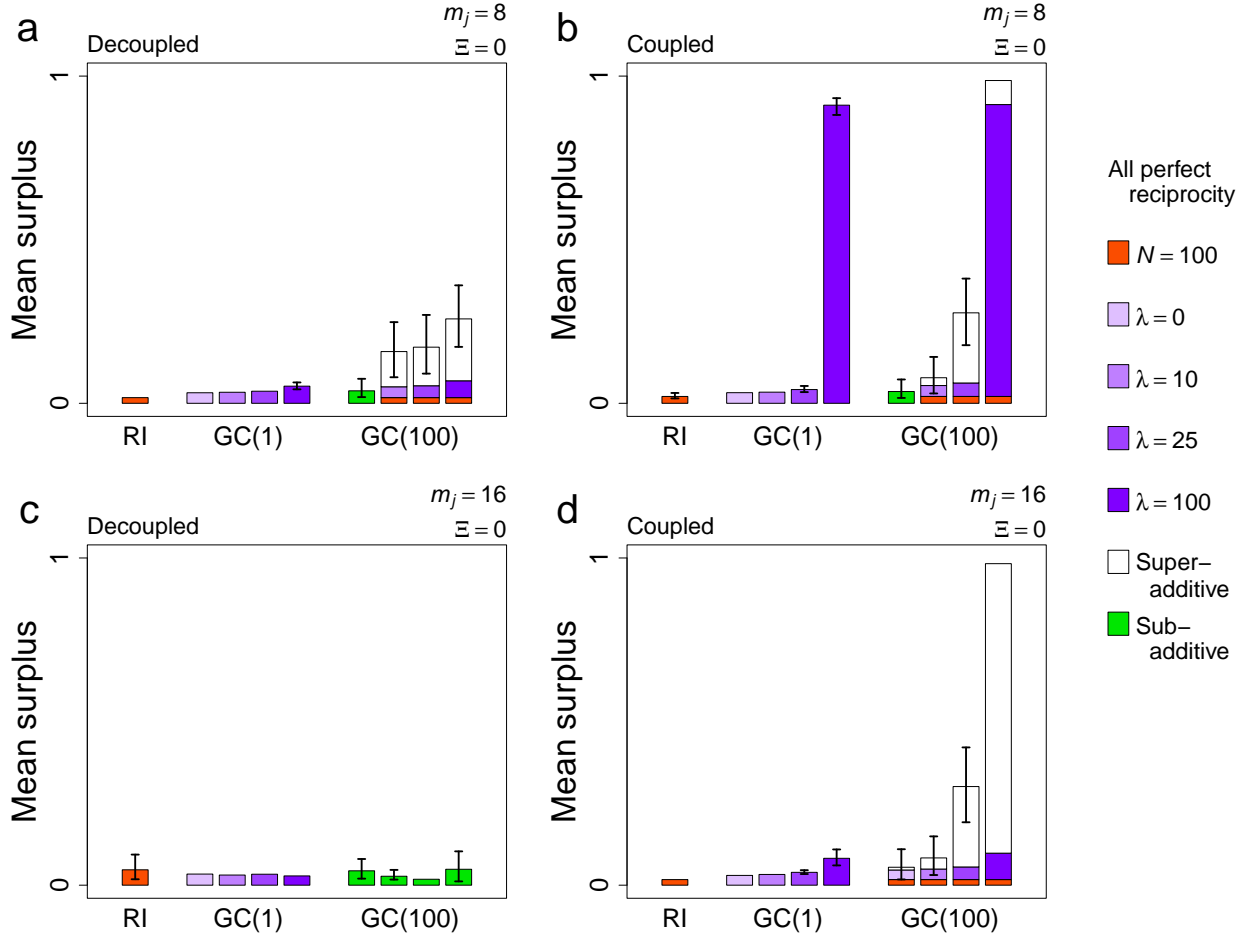 a
Decoupled
m_j = 8
Ξ = 0
Mean surplus
1
0
RI
GC(1)
GC(100)
b
Coupled
m_j = 8
Ξ = 0
Mean surplus
1
0
RI
GC(1)
GC(100)
c
Decoupled
m_j = 16
Ξ = 0
Mean surplus
1
0
RI
GC(1)
GC(100)
d
Coupled
m_j = 16
Ξ = 0
Mean surplus
1
0
RI
GC(1)
GC(100)
All perfect
reciprocity
N = 100
λ = 0
λ = 10
λ = 25
λ = 100
Super−
additive
Sub−
additive